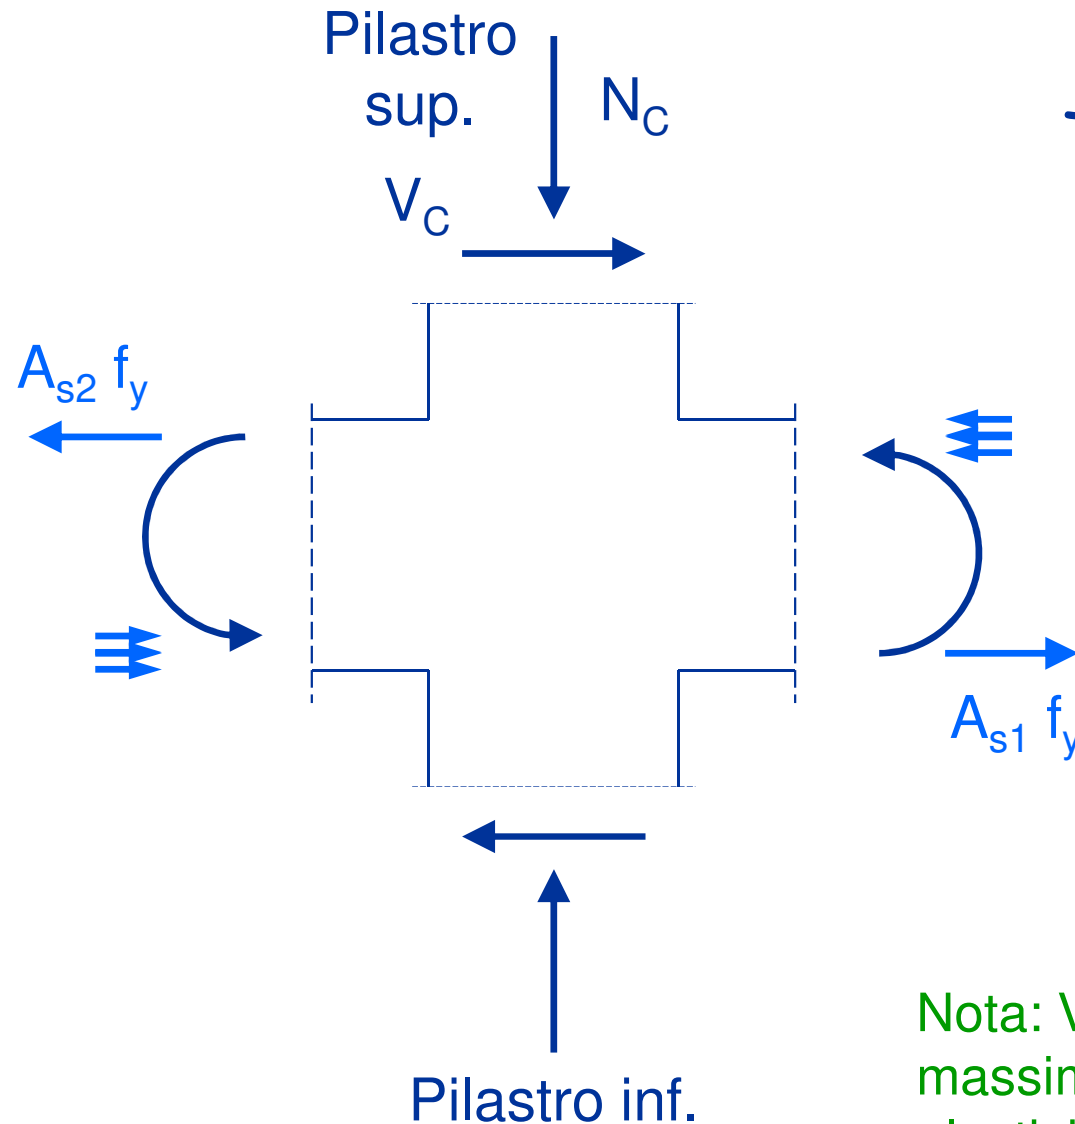 Pilastro
sup.
N_C
V_C
A_s2 f_y
A_s1 f_y
Nota:
Pilastro inf.